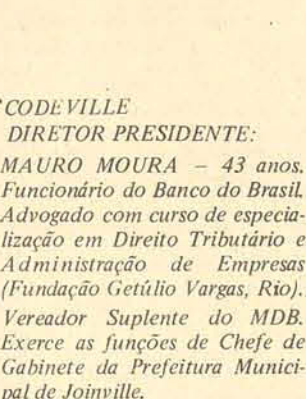 CODEVILLE
DIRETOR PRESIDENTE:
MAURO MOURA – 43 anos.
Funcionário do Banco do Brasil.
Advogado com curso de especia-
lização em Direito Tributário e
Administração de Empresas
(Fundação Getúlio Vargas, Rio).
Vereador Suplente do MDB.
Exerce as funções de Chefe de
Gabinete da Prefeitura Munici-
pal de Joinville.